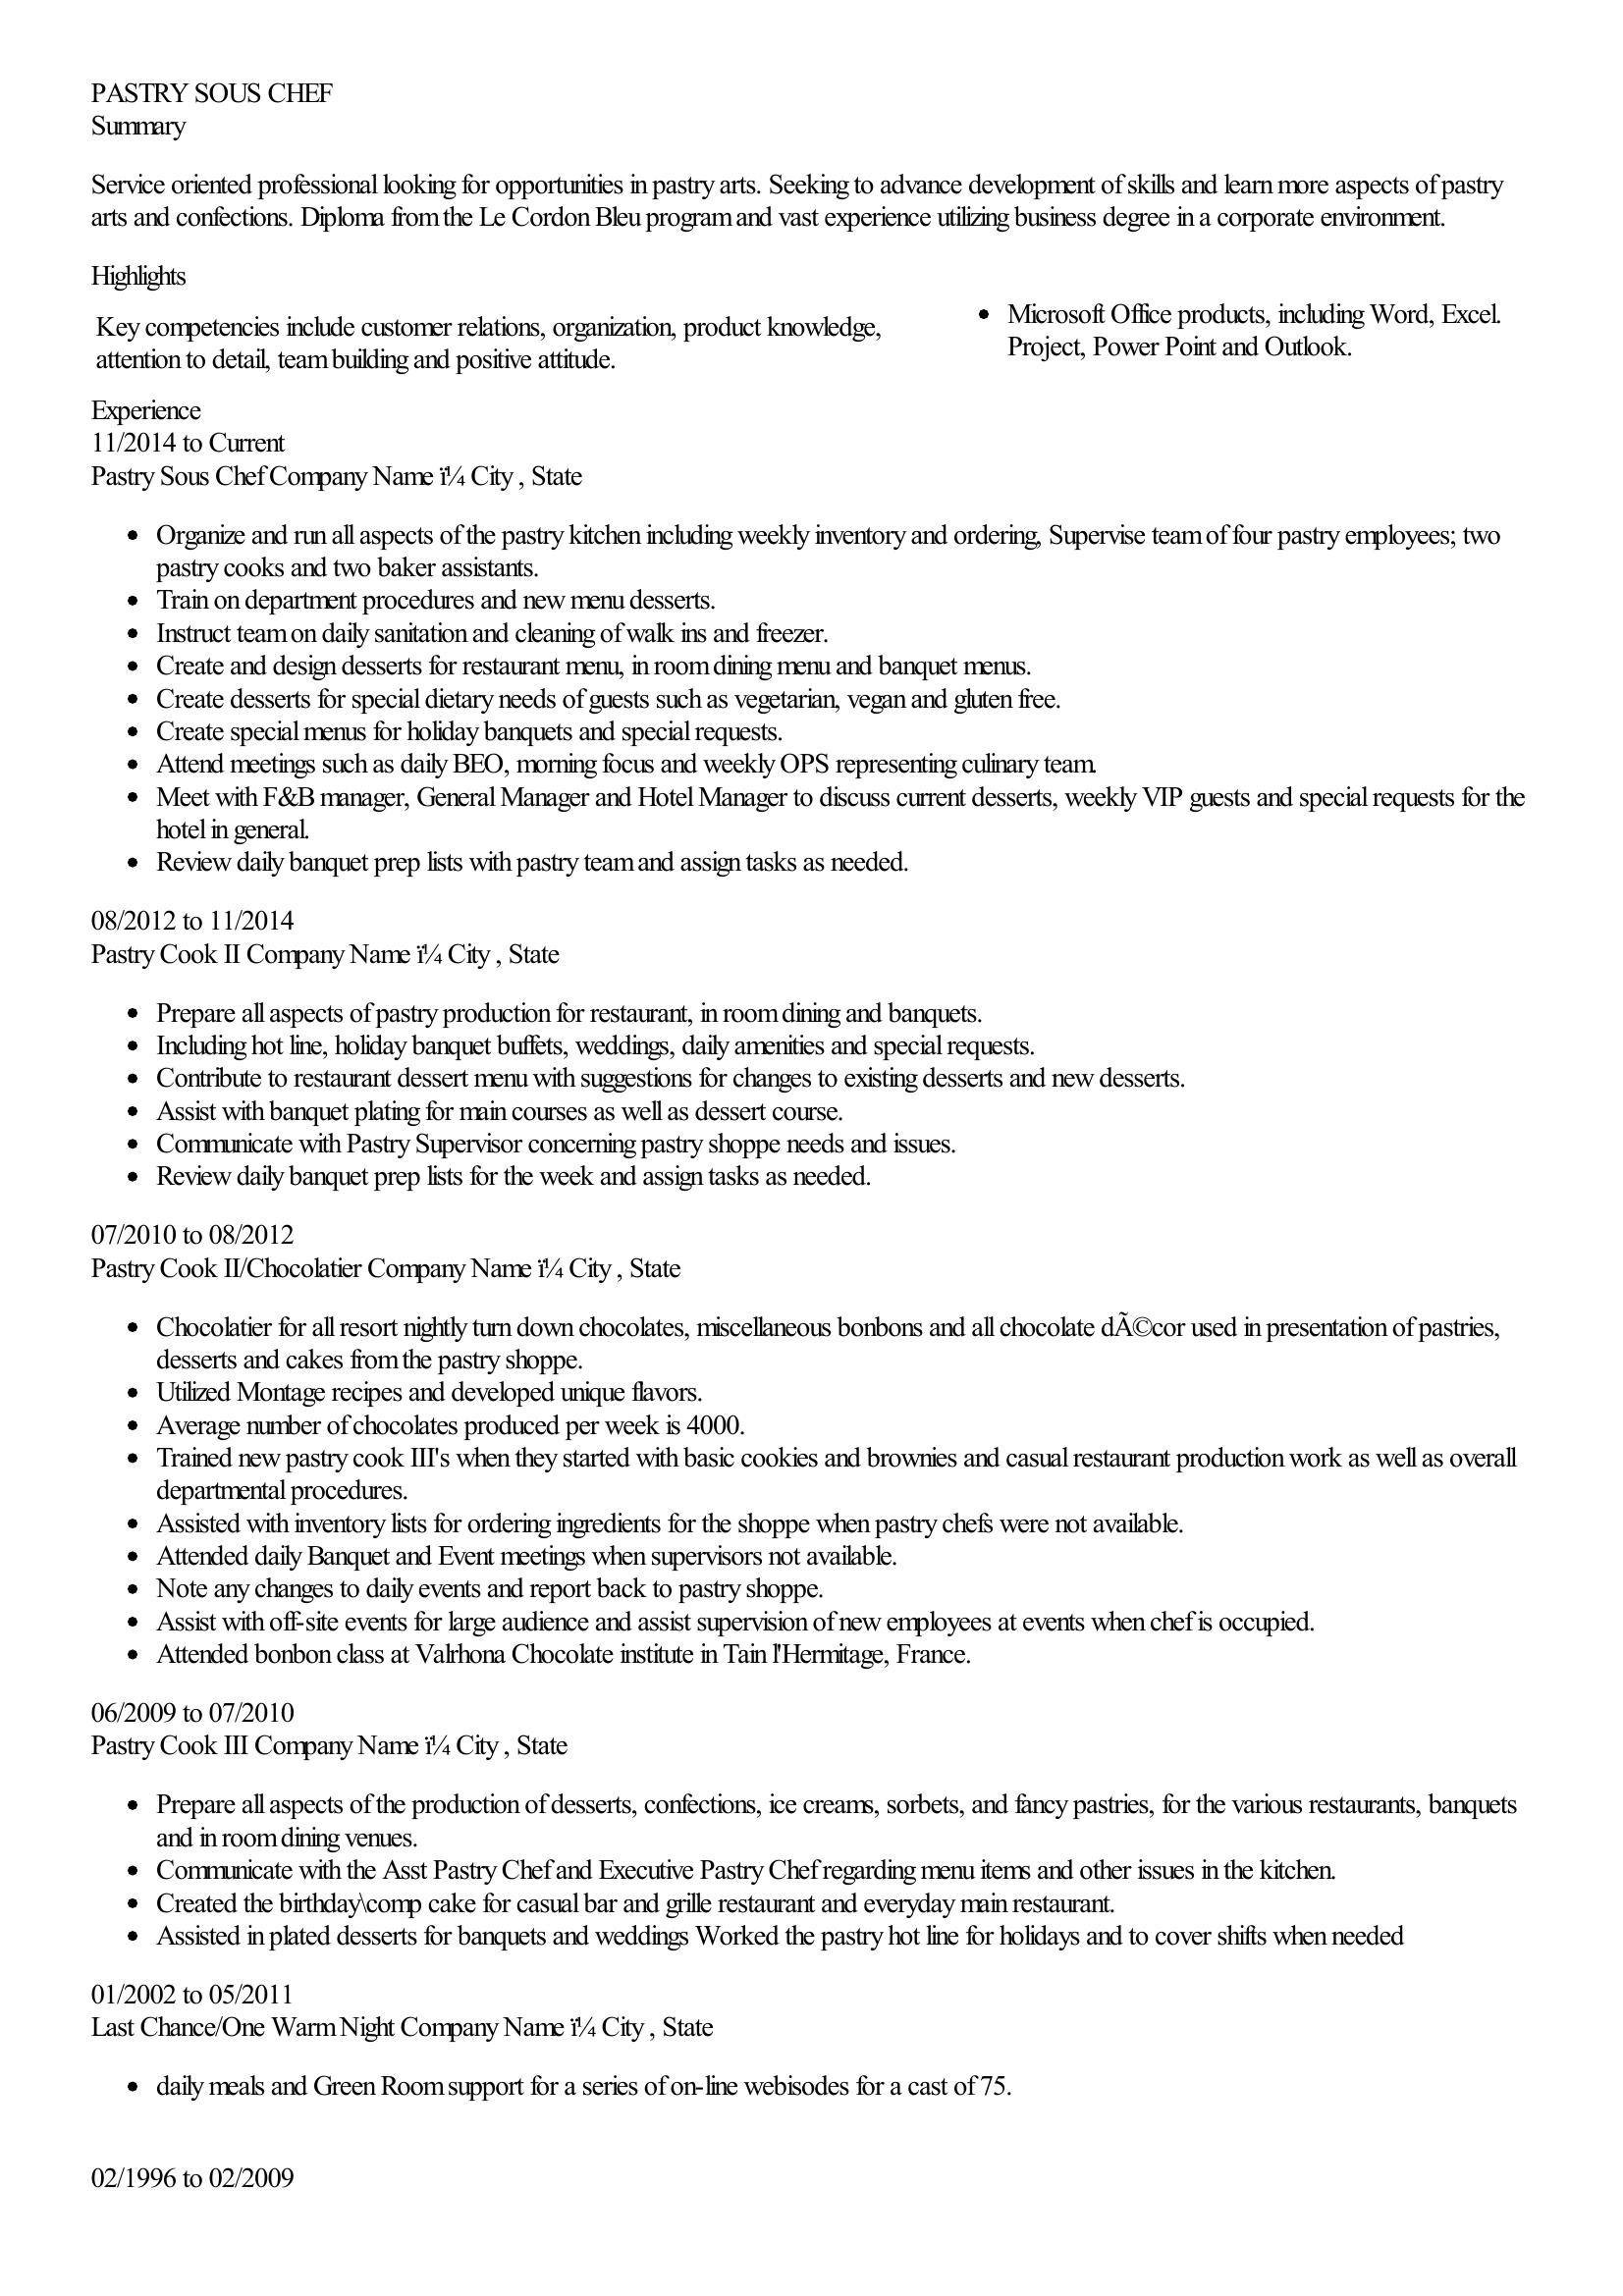 PASTRY SOUS CHEF
Summary
Service oriented professional looking for opportunities in pastry arts. Seeking to advance development of skills and learn more aspects of pastry
arts and confections. Diploma from the Le Cordon Bleu program and vast experience utilizing business degree in a corporate environment.
Highlights
Key competencies include customer relations, organization, product knowledge,
attention to detail, team building and positive attitude.
• Microsoft Office products, including Word, Excel.
Project, Power Point and Outlook.
Experience
11/2014 to Current
Pastry Sous Chef Company Name ï¼ City , State
• Organize and run all aspects of the pastry kitchen including weekly inventory and ordering, Supervise team of four pastry employees; two
pastry cooks and two baker assistants.
• Train on department procedures and new menu desserts.
• Instruct team on daily sanitation and cleaning of walk ins and freezer.
• Create and design desserts for restaurant menu, in room dining menu and banquet menus.
• Create desserts for special dietary needs of guests such as vegetarian, vegan and gluten free.
• Create special menus for holiday banquets and special requests.
• Attend meetings such as daily BEO, morning focus and weekly OPS representing culinary team.
• Meet with F&B manager, General Manager and Hotel Manager to discuss current desserts, weekly VIP guests and special requests for the
hotel in general.
• Review daily banquet prep lists with pastry team and assign tasks as needed.
08/2012 to 11/2014
Pastry Cook II Company Name ï¼ City , State
• Prepare all aspects of pastry production for restaurant, in room dining and banquets.
• Including hot line, holiday banquet buffets, weddings, daily amenities and special requests.
• Contribute to restaurant dessert menu with suggestions for changes to existing desserts and new desserts.
• Assist with banquet plating for main courses as well as dessert course.
• Communicate with Pastry Supervisor concerning pastry shoppe needs and issues.
• Review daily banquet prep lists for the week and assign tasks as needed.
07/2010 to 08/2012
Pastry Cook II/Chocolatier Company Name ï¼ City , State
• Chocolatier for all resort nightly turn down chocolates, miscellaneous bonbons and all chocolate dÃ©cor used in presentation of pastries,
desserts and cakes from the pastry shoppe.
• Utilized Montage recipes and developed unique flavors.
• Average number of chocolates produced per week is 4000.
• Trained new pastry cook III's when they started with basic cookies and brownies and casual restaurant production work as well as overall
departmental procedures.
• Assisted with inventory lists for ordering ingredients for the shoppe when pastry chefs were not available.
• Attended daily Banquet and Event meetings when supervisors not available.
• Note any changes to daily events and report back to pastry shoppe.
• Assist with off-site events for large audience and assist supervision of new employees at events when chef is occupied.
• Attended bonbon class at Valrhona Chocolate institute in Tain l'Hermitage, France.
06/2009 to 07/2010
Pastry Cook III Company Name ï¼ City , State
• Prepare all aspects of the production of desserts, confections, ice creams, sorbets, and fancy pastries, for the various restaurants, banquets
and in room dining venues.
• Communicate with the Asst Pastry Chef and Executive Pastry Chef regarding menu items and other issues in the kitchen.
• Created the birthday\comp cake for casual bar and grille restaurant and everyday main restaurant.
• Assisted in plated desserts for banquets and weddings Worked the pastry hot line for holidays and to cover shifts when needed
01/2002 to 05/2011
Last Chance/One Warm Night Company Name ï¼ City , State
• daily meals and Green Room support for a series of on-line webisodes for a cast of 75.
02/1996 to 02/2009